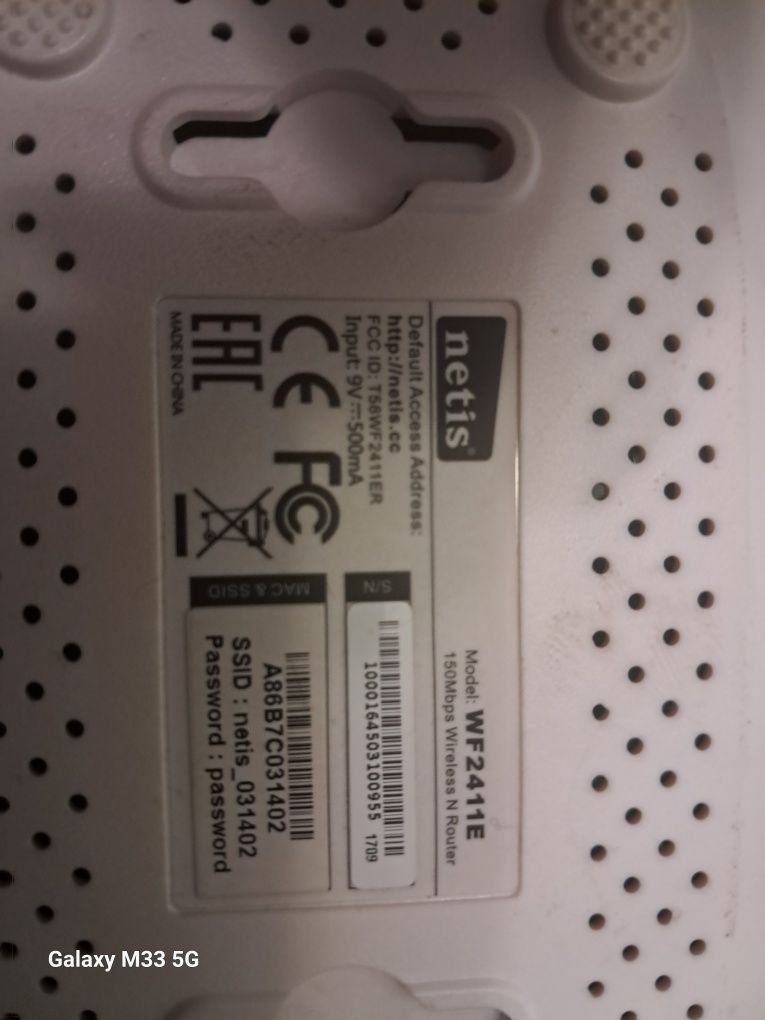 netis®
Model: WF2411E
150Mbps Wireless N Router
Default Access Address:
http://netis.cc
FCC ID: T58WF2411ER
Input: 9V⎓500mA
CE FC
EAC
MADE IN CHINA
S/N
1000164503100955 1709
MAC & SSID
A86B7C031402
SSID : netis_031402
Password : password
Galaxy M33 5G